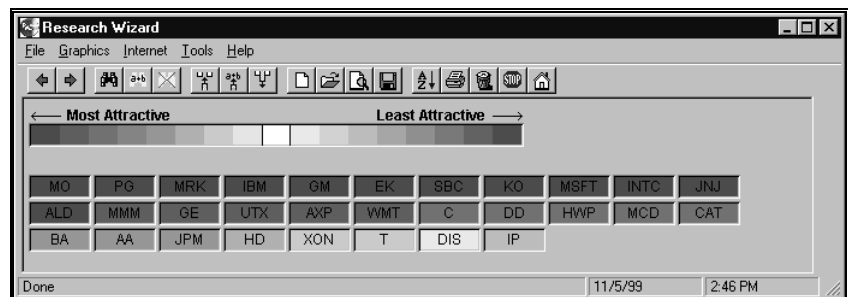 Research Wizard
File Graphics Internet Tools Help
a+b a+b A Z STOP
← Most Attractive Least Attractive →
MO PG MRK IBM GM EK SBC KO MSFT INTC JNJ
ALD MMM GE UTX AXP WMT C DD HWP MCD CAT
BA AA JPM HD XON T DIS IP
Done 11/5/99 2:46 PM